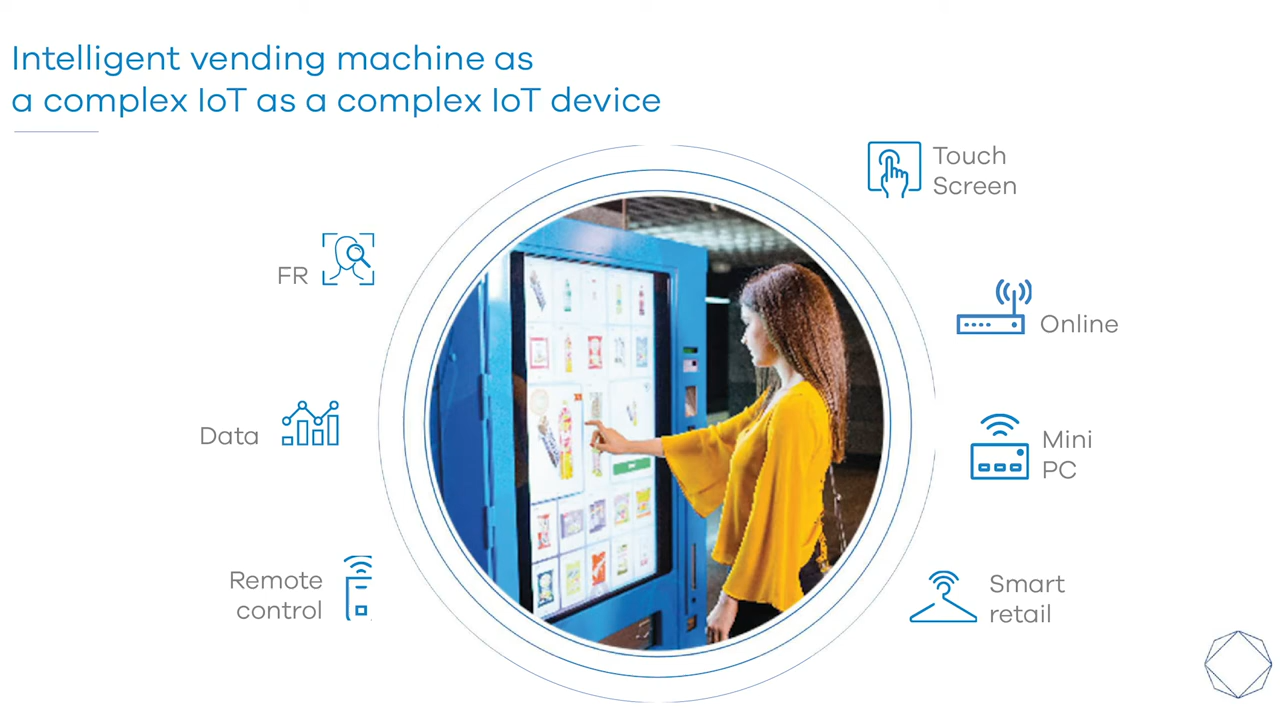 Intelligent vending machine as
a complex IoT as a complex IoT device
Touch
Screen
FR
Online
Data
Mini
PC
Remote
control
Smart
retail